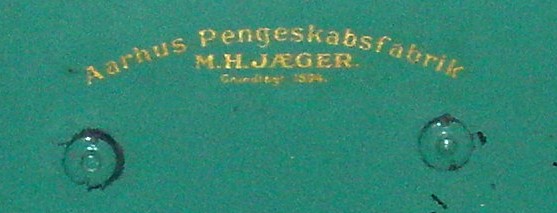 Aarhus Pengeskabsfabrik
M.H.JÆGER.
Grundlagt